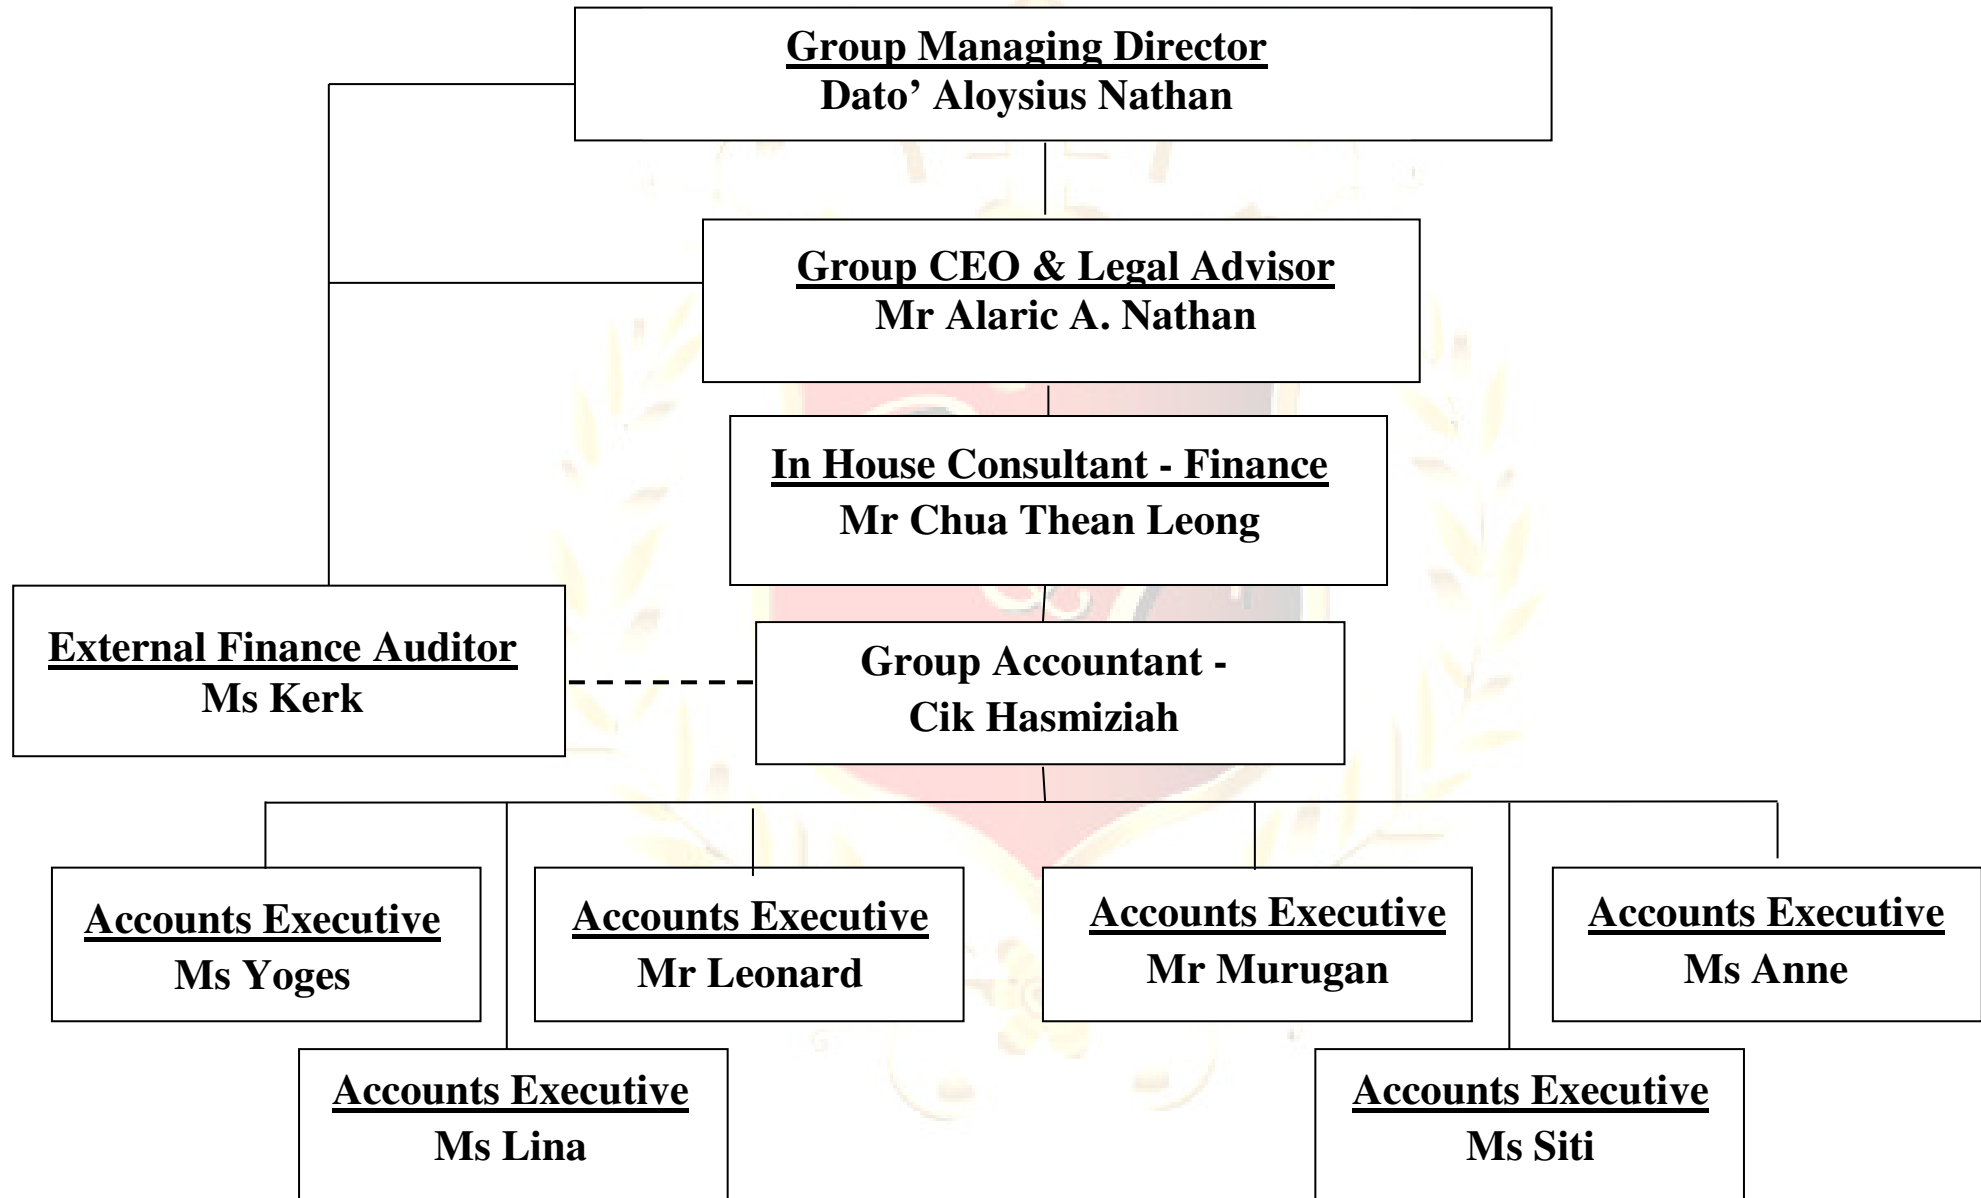 Group Managing Director
Dato’ Aloysius Nathan
Group CEO & Legal Advisor
Mr Alaric A. Nathan
In House Consultant - Finance
Mr Chua Thean Leong
External Finance Auditor
Ms Kerk
Group Accountant -
Cik Hasmiziah
Accounts Executive
Ms Yoges
Accounts Executive
Mr Leonard
Accounts Executive
Mr Murugan
Accounts Executive
Ms Anne
Accounts Executive
Ms Lina
Accounts Executive
Ms Siti